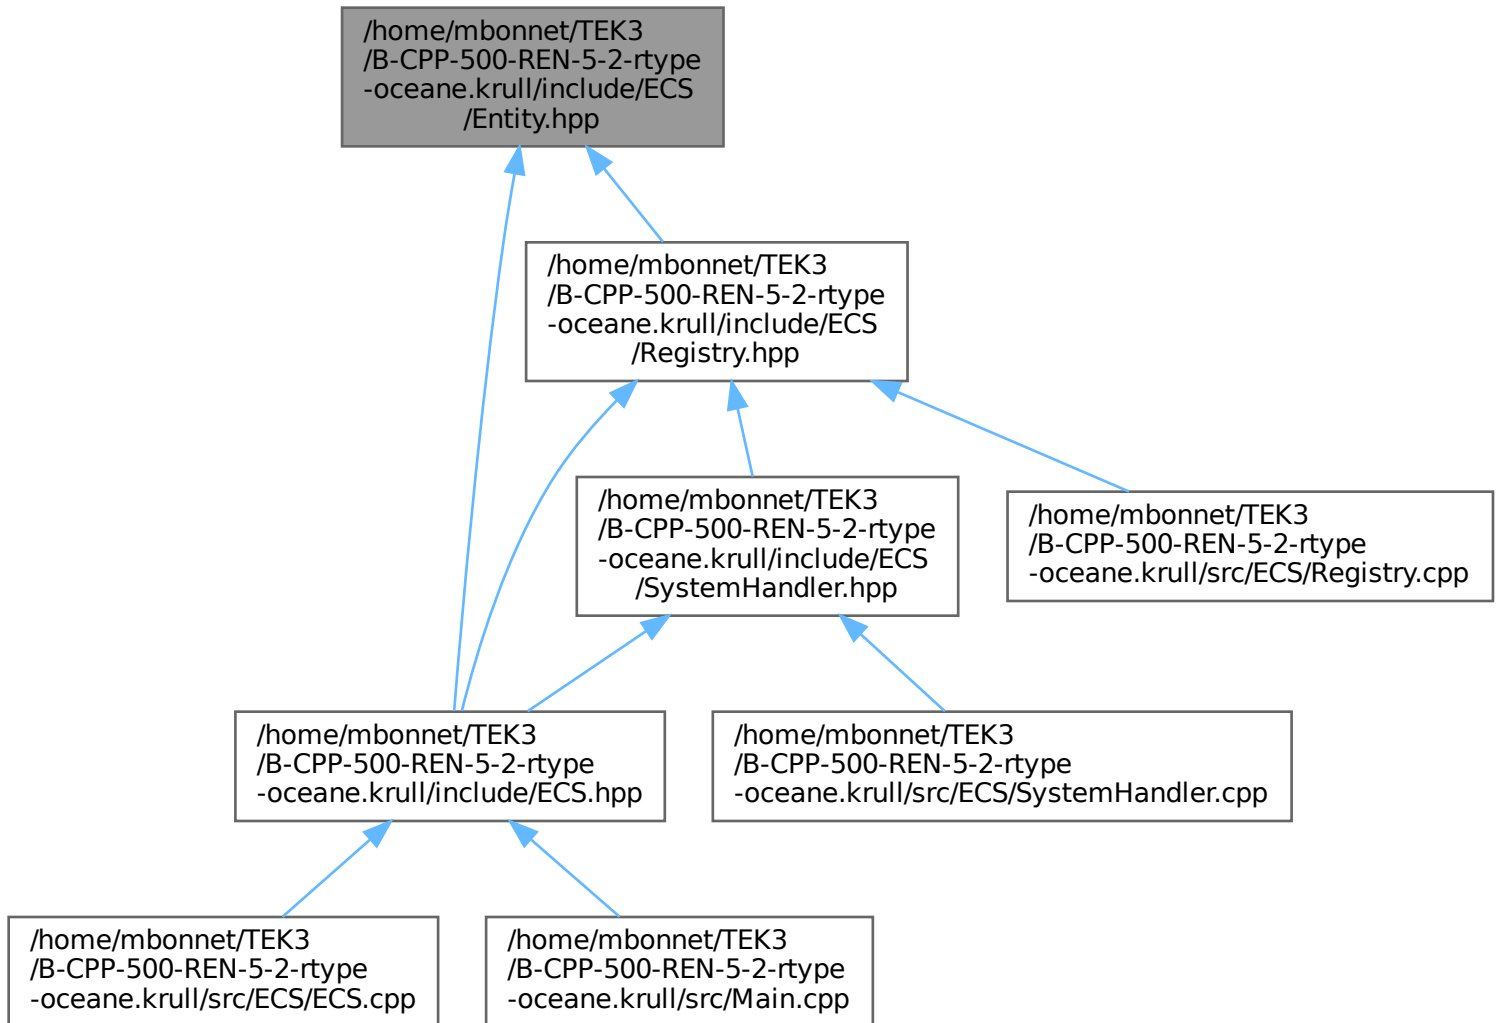 /home/mbonnet/TEK3
/B-CPP-500-REN-5-2-rtype
-oceane.krull/include/ECS
/Entity.hpp
/home/mbonnet/TEK3
/B-CPP-500-REN-5-2-rtype
-oceane.krull/include/ECS
/Registry.hpp
/home/mbonnet/TEK3
/B-CPP-500-REN-5-2-rtype
-oceane.krull/include/ECS
/SystemHandler.hpp
/home/mbonnet/TEK3
/B-CPP-500-REN-5-2-rtype
-oceane.krull/src/ECS/Registry.cpp
/home/mbonnet/TEK3
/B-CPP-500-REN-5-2-rtype
-oceane.krull/include/ECS.hpp
/home/mbonnet/TEK3
/B-CPP-500-REN-5-2-rtype
-oceane.krull/src/ECS/SystemHandler.cpp
/home/mbonnet/TEK3
/B-CPP-500-REN-5-2-rtype
-oceane.krull/src/ECS/ECS.cpp
/home/mbonnet/TEK3
/B-CPP-500-REN-5-2-rtype
-oceane.krull/src/Main.cpp